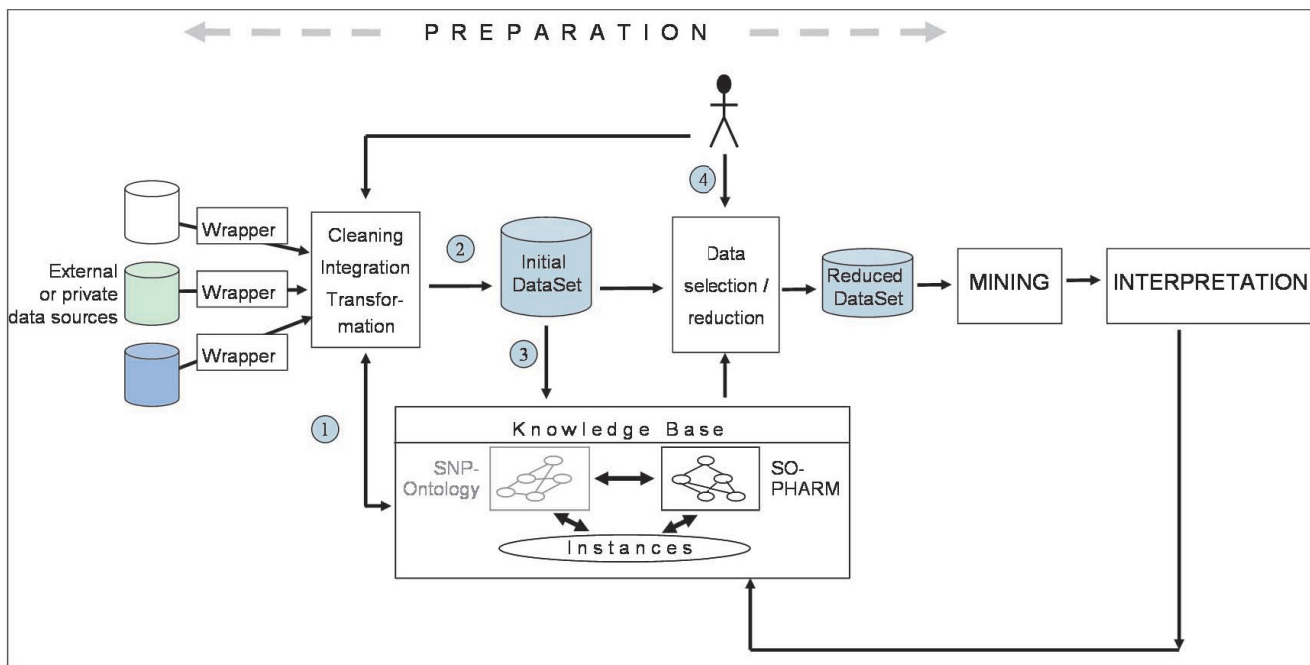 PREPARATION
4
Wrapper
Wrapper
Wrapper
External
or private
data sources
Cleaning
Integration
Transfor-
mation
2
Initial
DataSet
3
Data
selection /
reduction
Reduced
DataSet
MINING
INTERPRETATION
1
Knowledge Base
SNP-
Ontology
SO-
PHARM
Instances